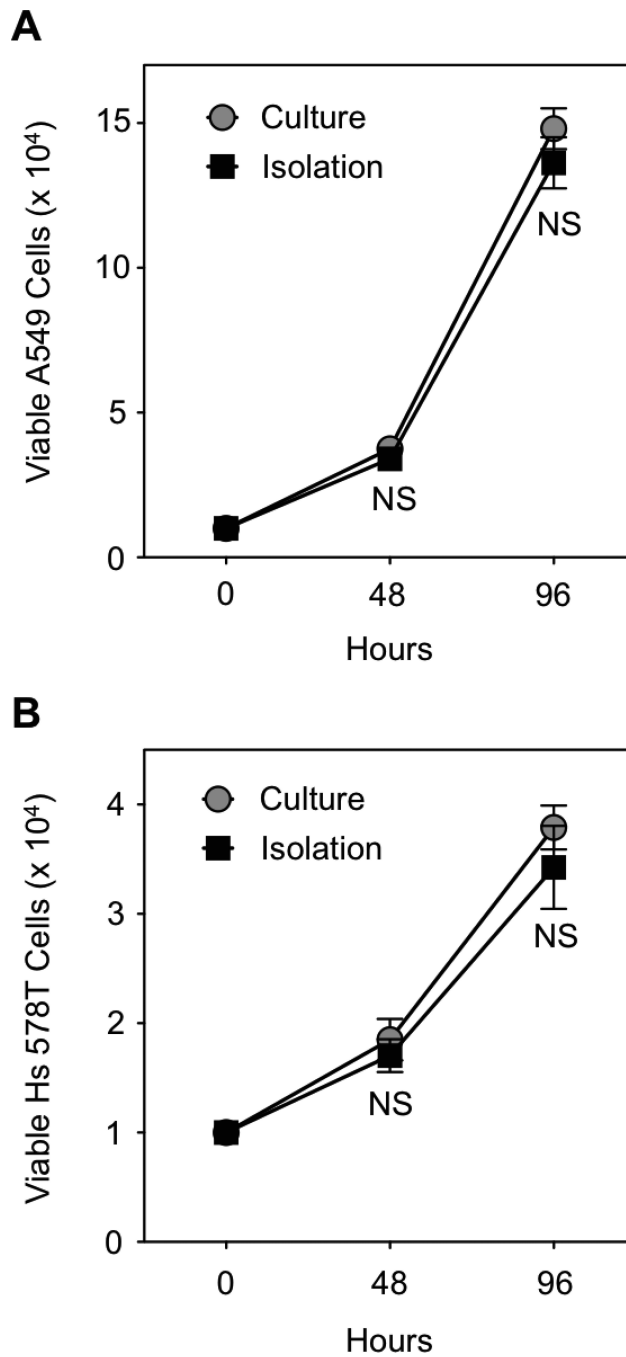 A
Viable A549 Cells (x 10⁴)
15
10
5
0
Culture
Isolation
NS
NS
0 48 96
Hours
B
Viable Hs 578T Cells (x 10⁴)
4
3
2
1
0
Culture
Isolation
NS
NS
0 48 96
Hours